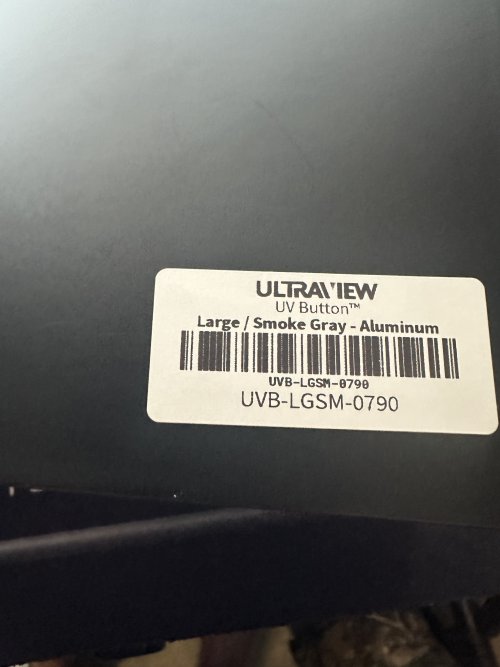 ULTRAVIEW
UV Button™
Large / Smoke Gray - Aluminum
UVB-LGSM-0790
UVB-LGSM-0790